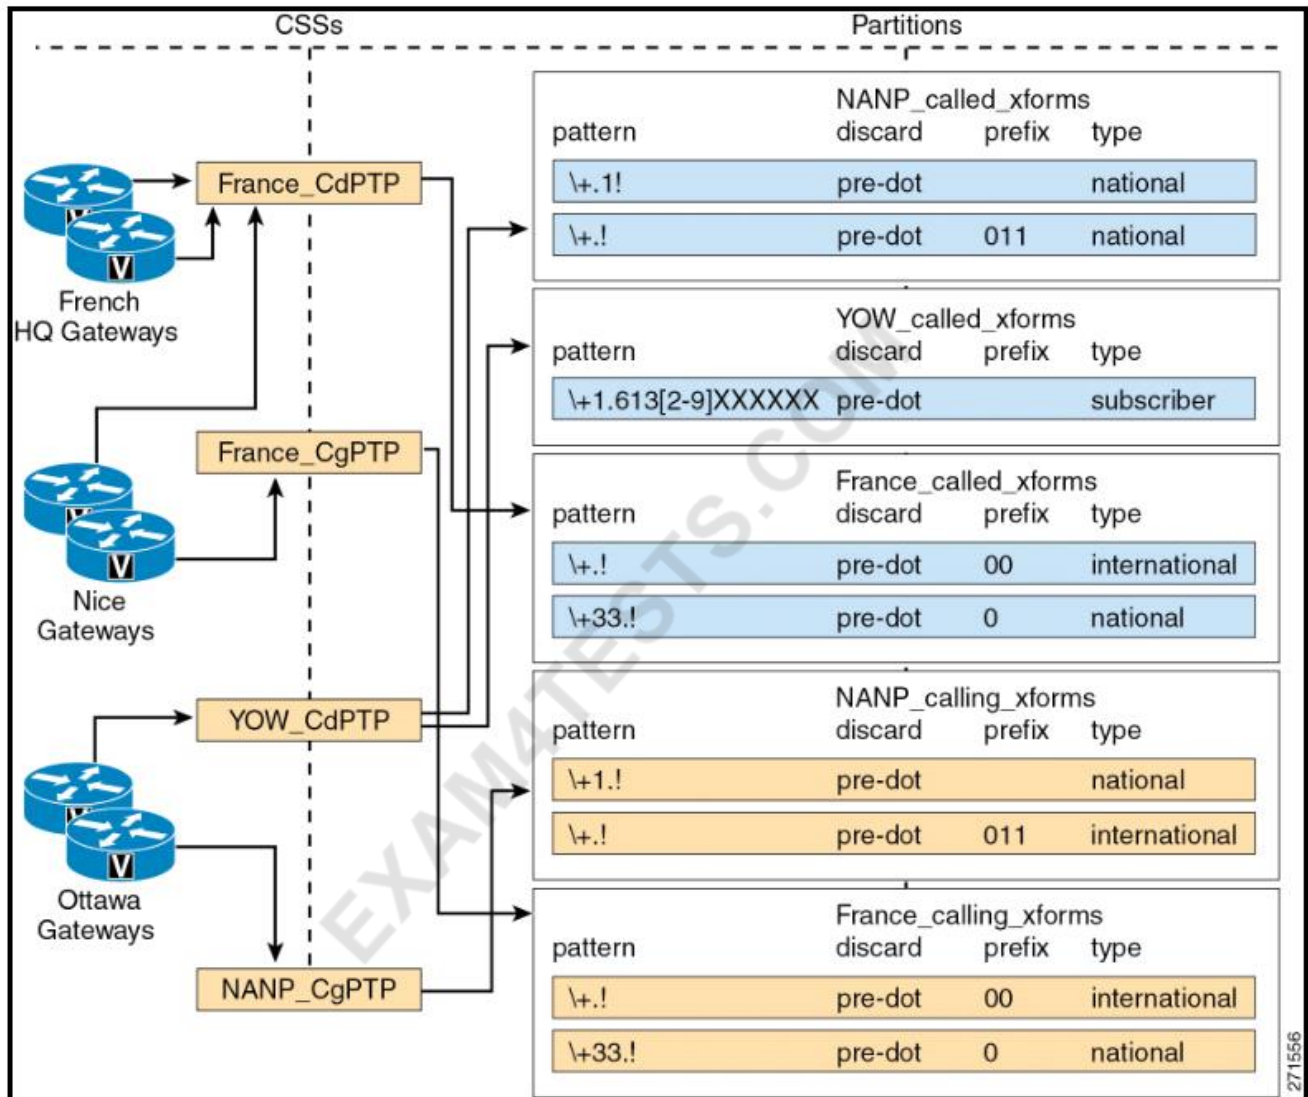 CSSs Partitions
NANP_called_xforms
pattern discard prefix type
\+.1! pre-dot national
\+.! pre-dot 011 national
France_CdPTP
French
HQ Gateways
YOW_called_xforms
pattern discard prefix type
\+1.613[2-9]XXXXXX pre-dot subscriber
France_CgPTP
V
V
Nice
Gateways
France_called_xforms
pattern discard prefix type
\+.! pre-dot 00 international
\+33.! pre-dot 0 national
YOW_CdPTP
NANP_calling_xforms
pattern discard prefix type
\+1.! pre-dot national
\+.! pre-dot 011 international
V
Ottawa
Gateways
NANP_CgPTP
France_calling_xforms
pattern discard prefix type
\+.! pre-dot 00 international
\+33.! pre-dot 0 national
271556
EXAM4TESTS.COM